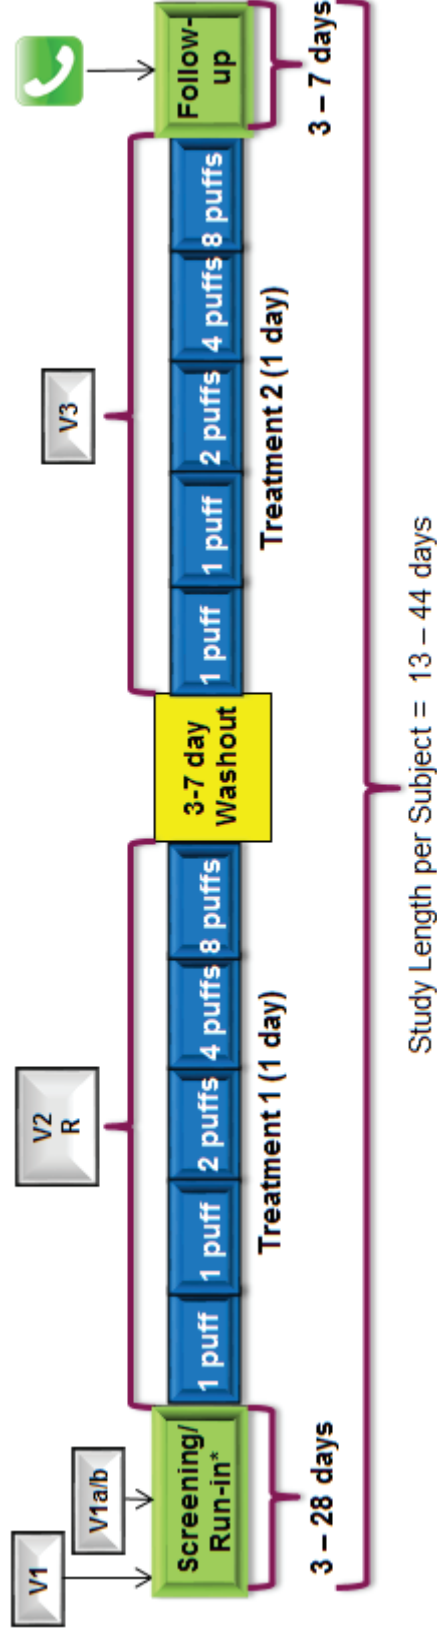 V1
V1a/b
V2
R
V3
Screening/
Run-in*
1 puff
1 puff
2 puffs
4 puffs
8 puffs
3-7 day
Washout
1 puff
1 puff
2 puffs
4 puffs
8 puffs
Follow-
up
3 – 28 days
Treatment 1 (1 day)
Treatment 2 (1 day)
3 – 7 days
Study Length per Subject = 13 – 44 days